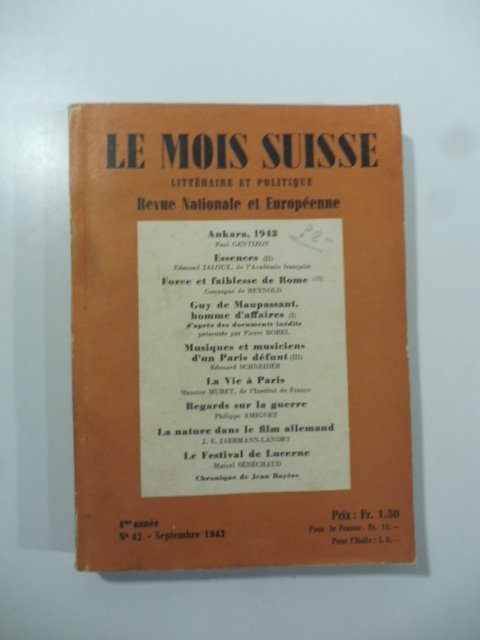 LE MOIS SUISSE
LITTÉRAIRE ET POLITIQUE
Revue Nationale et Européenne
Ankara, 1942
Paul GENTIZON
Essences (II)
Edmond JALOUX, de l'Académie française
Force et faiblesse de Rome (II)
Gonzague de REYNOLD
Guy de Maupassant,
homme d'affaires (I)
d'après des documents inédits
présentés par Pierre BOREL
Musiques et musiciens
d'un Paris défunt (III)
Edouard SCHNEIDER
La Vie à Paris
Maurice MURET, de l'Institut de France
Regards sur la guerre
Philippe AMIGUET
La nature dans le film allemand
J. E. JAERMANN-LANDRY
Le Festival de Lucerne
Marcel SÉNÉCHAUD
Chronique de Jean Royère
4me année
N° 42 - Septembre 1942
Prix : Fr. 1.50
Pour la France - Fr. 15.—
Pour l'Italie : L 6.—